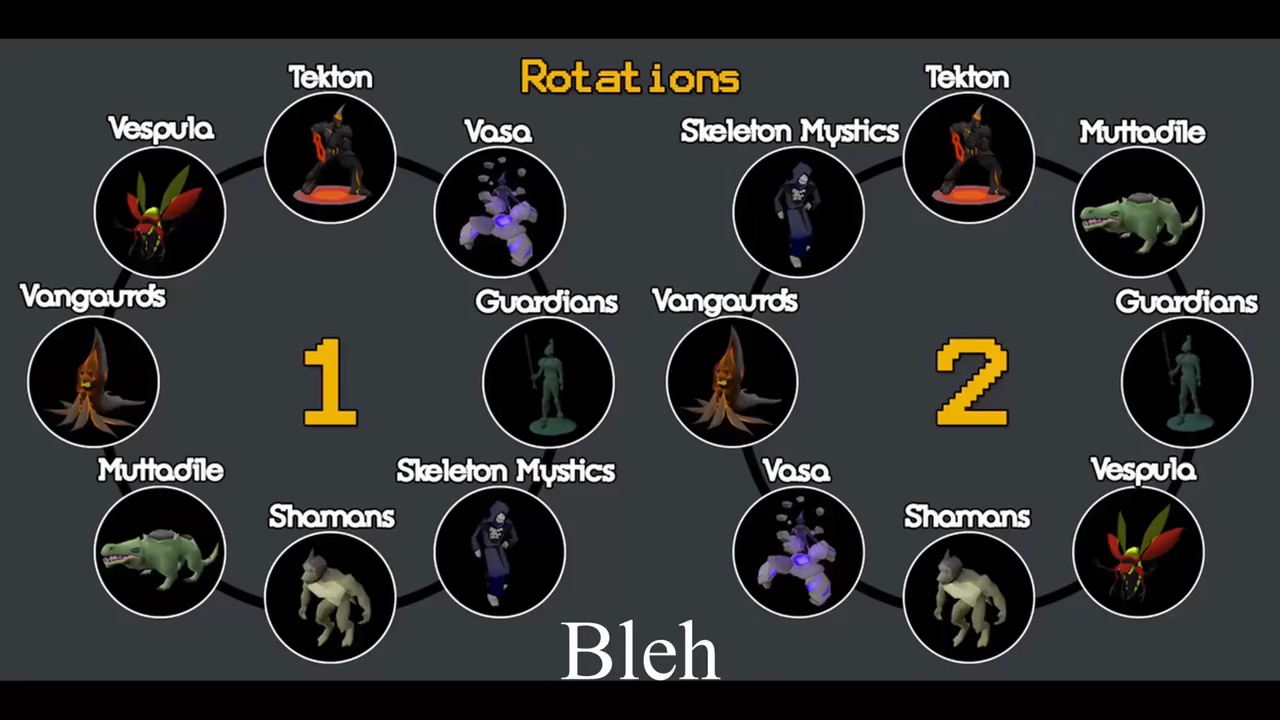 Rotations
Tekton
Vespula
Vasa
Vangaurds
Guardians
1
Muttadile
Skeleton Mystics
Shamans
Tekton
Skeleton Mystics
Muttadile
Vangaurds
Guardians
2
Vasa
Vespula
Shamans
Bleh